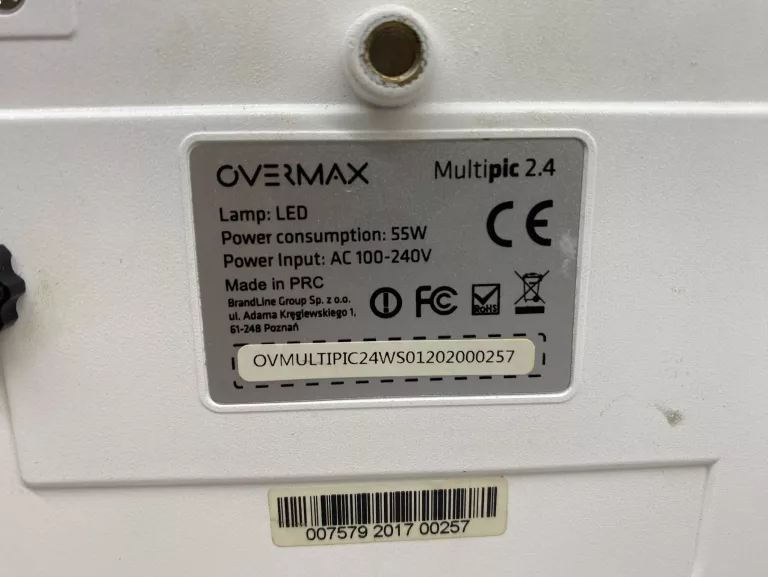 OVERMAX
Multipic 2.4
Lamp: LED
Power consumption: 55W
Power Input: AC 100-240V
Made in PRC
BrandLine Group Sp. z o.o.
ul. Adama Kręglewskiego 1,
61-248 Poznań
CE
FC
RoHS
OVMULTIPIC24WS01202000257
007579 2017 00257